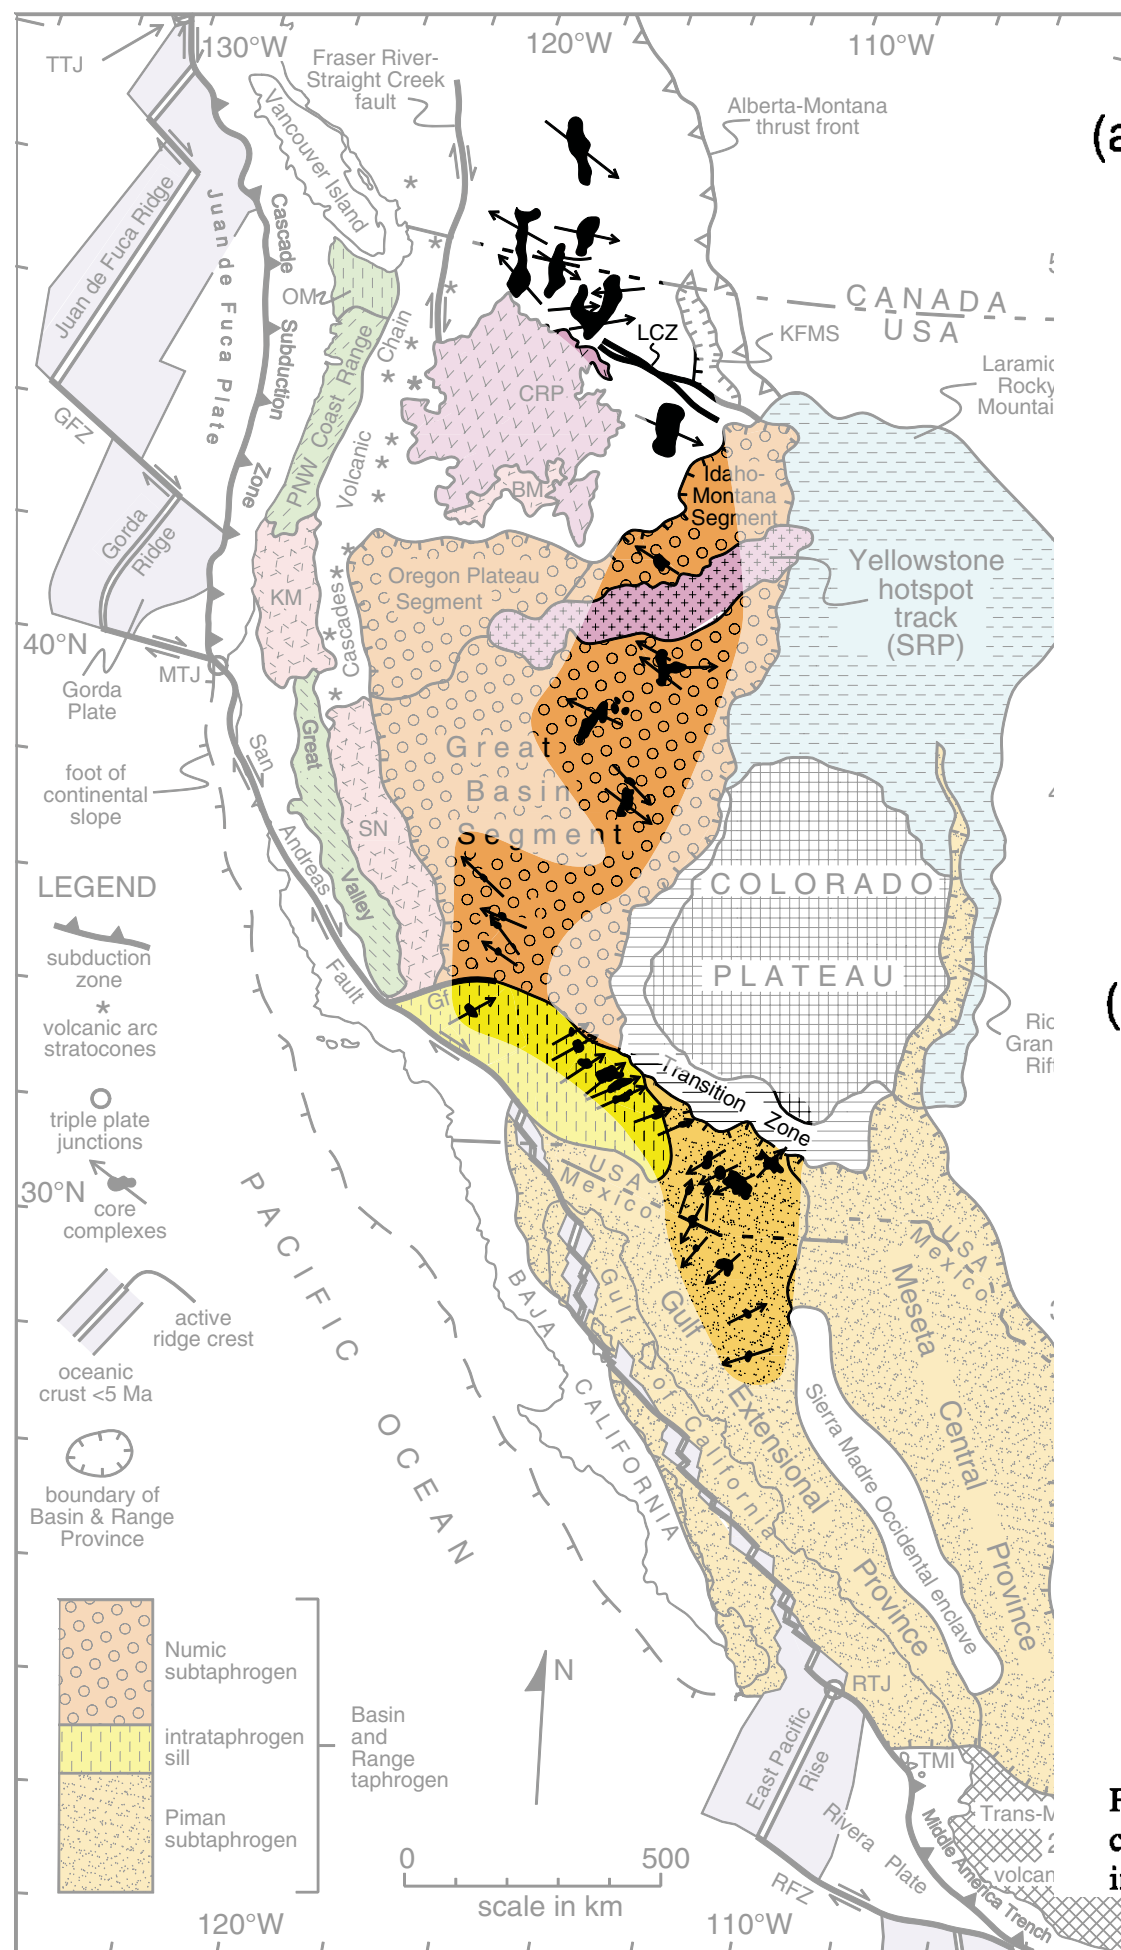 130°W
120°W
110°W
TTJ
Fraser River-
Straight Creek
fault
Alberta-Montana
thrust front
(a
Vancouver Island
Juan de Fuca Ridge
Juan de Fuca Plate
Cascade Subduction Zone
OM
PNW Coast Range
Volcanic Chain
Cascades
CANADA
USA
KFMS
LCZ
CRP
BM
GFZ
Gorda
Ridge
Laramid
Rocky
Mountai
Idaho-
Montana
Segment
Oregon Plateau
Segment
Yellowstone
hotspot
track
(SRP)
KM
40°N
MTJ
Gorda
Plate
foot of
continental
slope
San Andreas Fault
Great Valley
SN
Great
Basin
Segment
COLORADO
PLATEAU
Gf
Transition Zone
Gran
Rift
LEGEND
subduction
zone
volcanic arc
stratocones
triple plate
junctions
30°N
core
complexes
active
ridge crest
oceanic
crust <5 Ma
boundary of
Basin & Range
Province
Numic
subtaphrogen
intrataphrogen
sill
Piman
subtaphrogen
Basin
and
Range
taphrogen
PACIFIC OCEAN
USA
Mexico
USA
Mexico
BAJA CALIFORNIA
Gulf of California
Gulf Extensional Province
Sierra Madre Occidental enclave
Meseta Central Province
N
RTJ
East Pacific
Rise
TMI
Rivera Plate
RFZ
Middle America Trench
Trans-M
volcan
0
500
scale in km
120°W
110°W